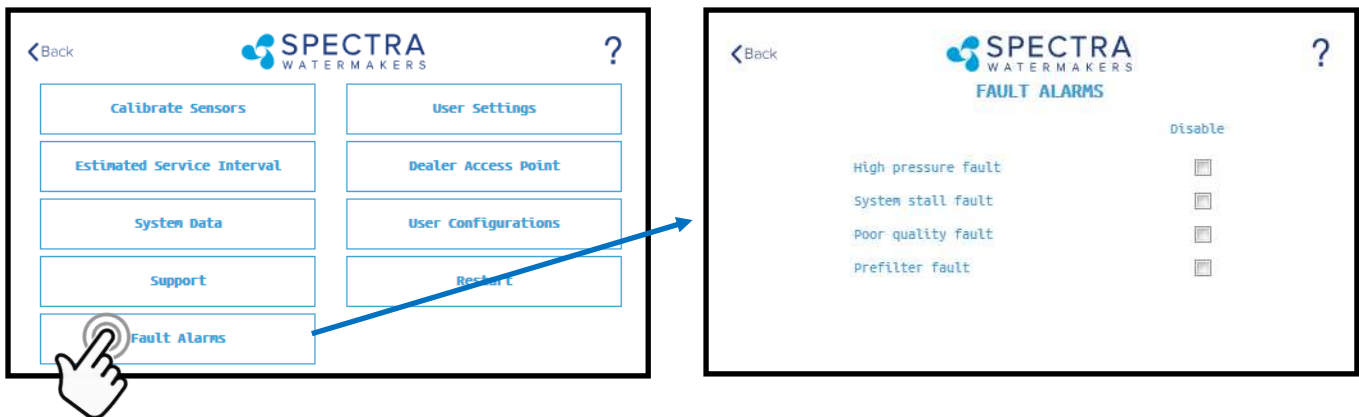 Back
SPECTRA
WATERMAKERS
?
Calibrate Sensors
User Settings
Estimated Service Interval
Dealer Access Point
System Data
User Configurations
Support
Restart
Fault Alarms
Back
SPECTRA
WATERMAKERS
?
FAULT ALARMS
Disable
High pressure fault
System stall fault
Poor quality fault
Prefilter fault